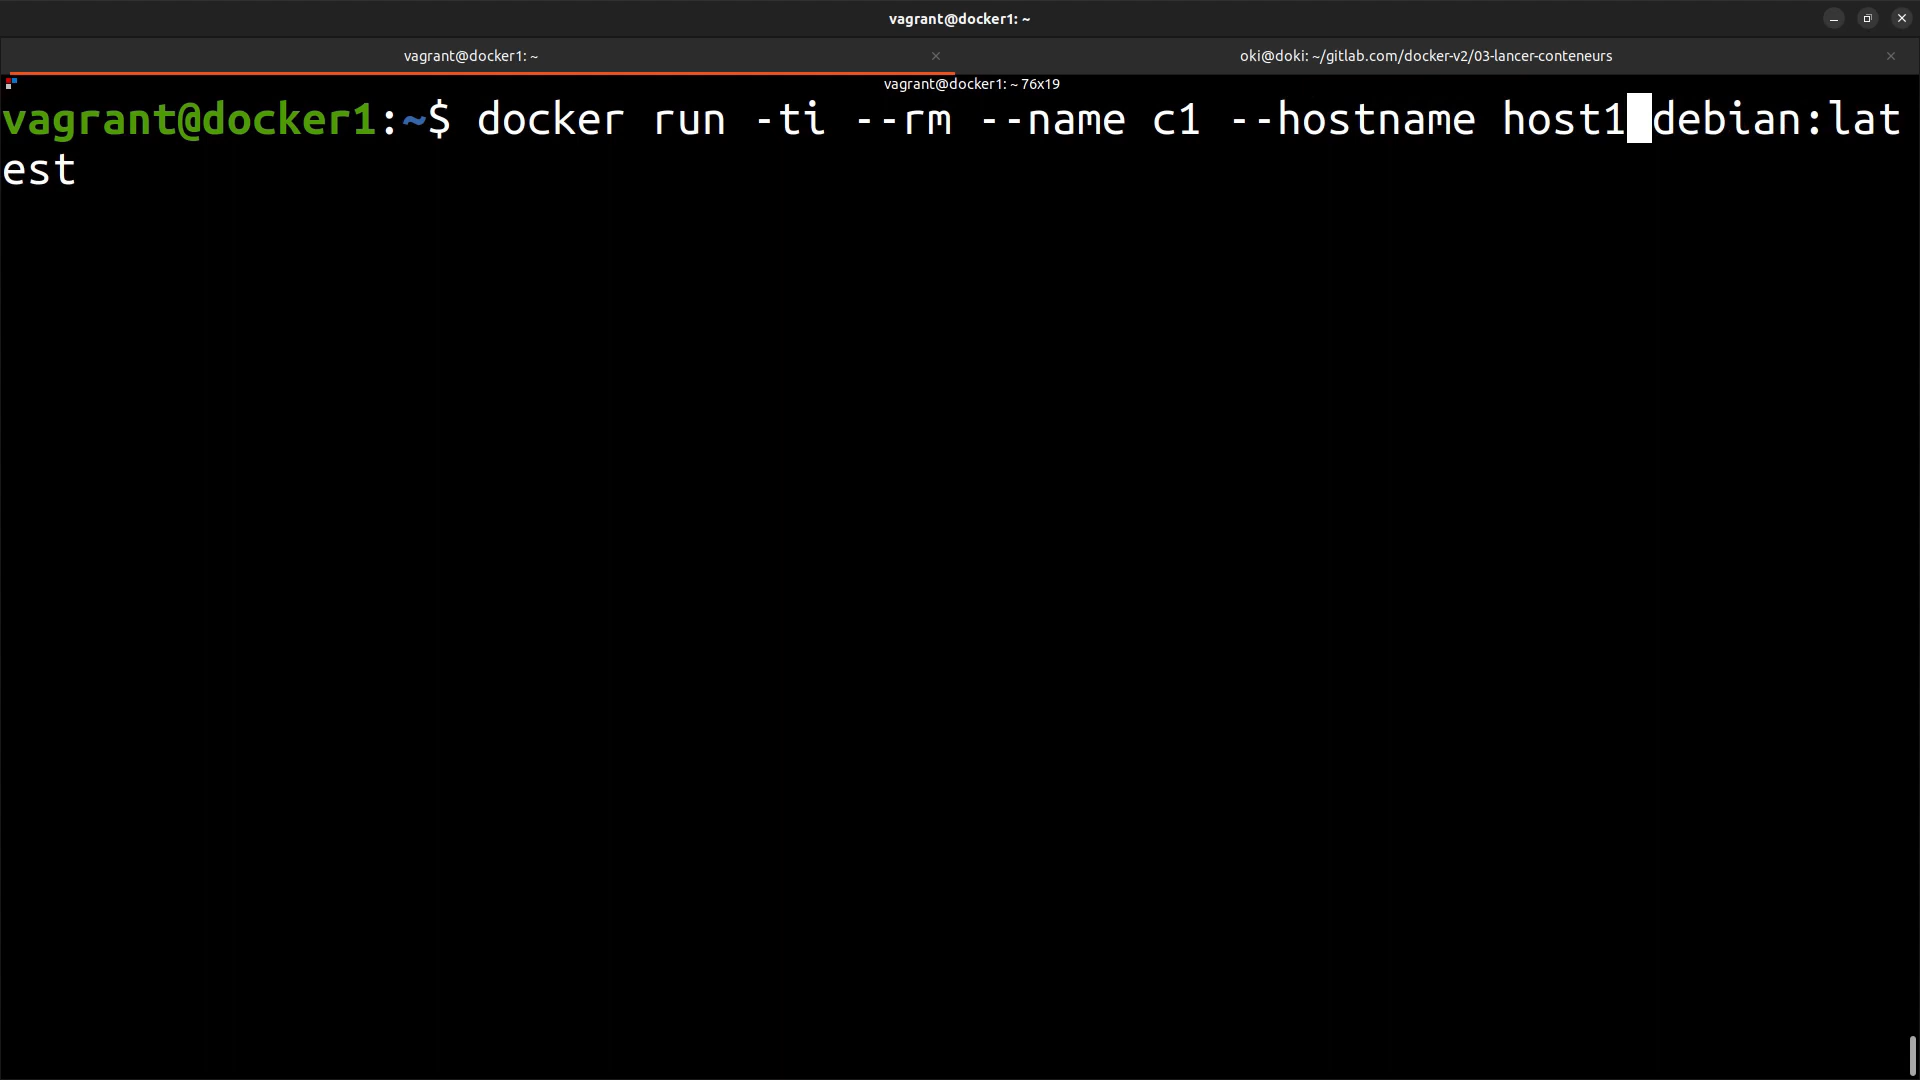 vagrant@docker1: ~
vagrant@docker1: ~
oki@doki: ~/gitlab.com/docker-v2/03-lancer-conteneurs
vagrant@docker1: ~ 76x19
vagrant@docker1:~$ docker run -ti --rm --name c1 --hostname host1 debian:lat
est